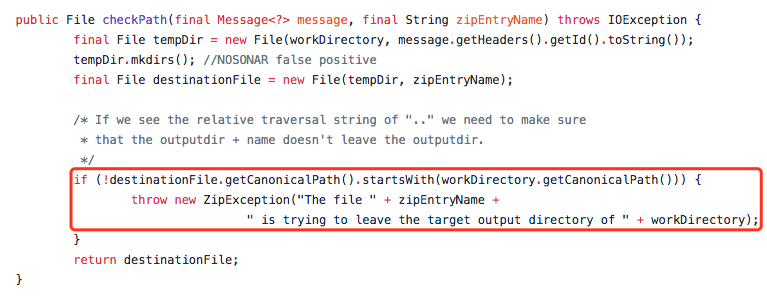 public File checkPath(final Message<?> message, final String zipEntryName) throws IOException {
final File tempDir = new File(workDirectory, message.getHeaders().getId().toString());
tempDir.mkdirs(); //NOSONAR false positive
final File destinationFile = new File(tempDir, zipEntryName);
/* If we see the relative traversal string of ".." we need to make sure
* that the outputdir + name doesn't leave the outputdir.
*/
if (!destinationFile.getCanonicalPath().startsWith(workDirectory.getCanonicalPath())) {
throw new ZipException("The file " + zipEntryName +
" is trying to leave the target output directory of " + workDirectory);
}
return destinationFile;
}